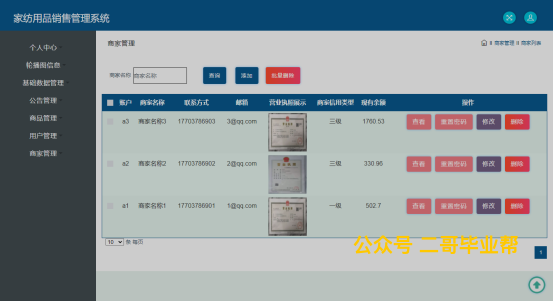 家纺用品销售管理系统
个人中心
轮播图信息
基础数据管理
公告管理
商品管理
用户管理
商家管理
商家管理
商家管理 商家列表
商家名称 商家名称 查询 添加 批量删除
账户 商家名称 联系方式 邮箱 营业执照展示 商家信用类型 现有余额 操作
a3 商家名称3 17703786903 3@qq.com 三级 1760.53 查看 重置密码 修改 删除
a2 商家名称2 17703786902 2@qq.com 三级 330.96 查看 重置密码 修改 删除
a1 商家名称1 17703786901 1@qq.com 一级 502.7 查看 重置密码 修改 删除
10 条 每页
公众号 二哥毕业帮
1